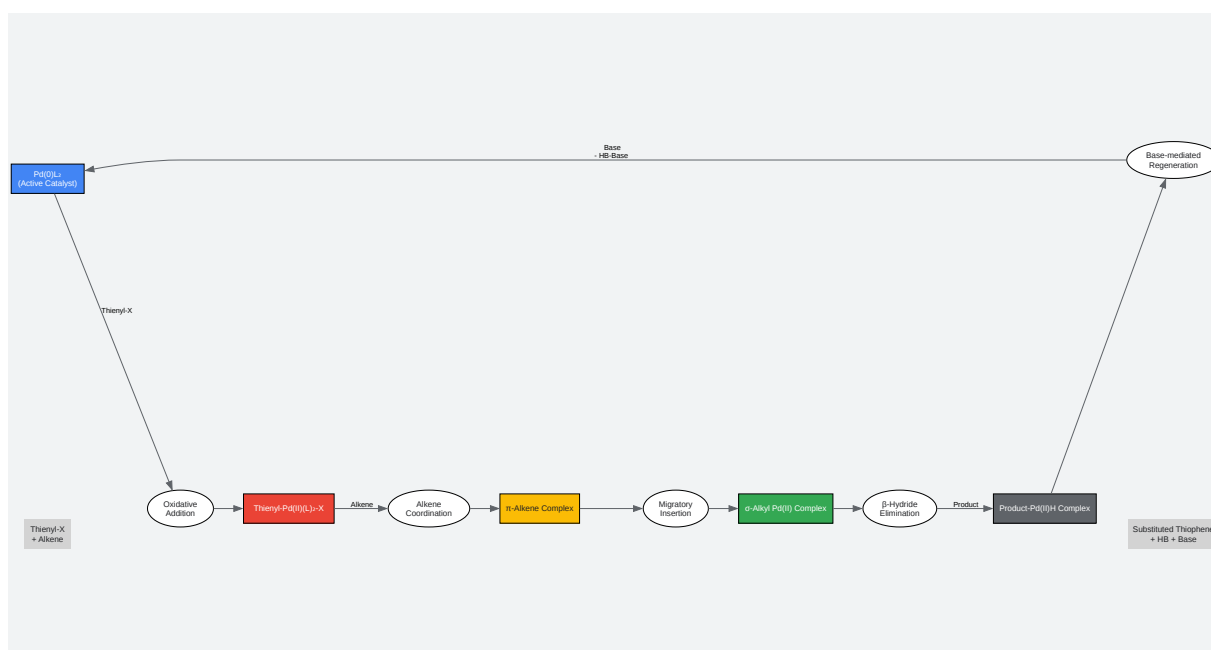 Base
- HB-Base
Base-mediated
Regeneration
Pd(0)L₂
(Active Catalyst)
Thienyl-X
Oxidative
Addition
Thienyl-Pd(II)(L)₂-X
Alkene
Alkene
Coordination
π-Alkene Complex
Migratory
Insertion
σ-Alkyl Pd(II) Complex
β-Hydride
Elimination
Product
Product-Pd(II)H Complex
Thienyl-X
+ Alkene
Substituted Thiophene
+ HB + Base